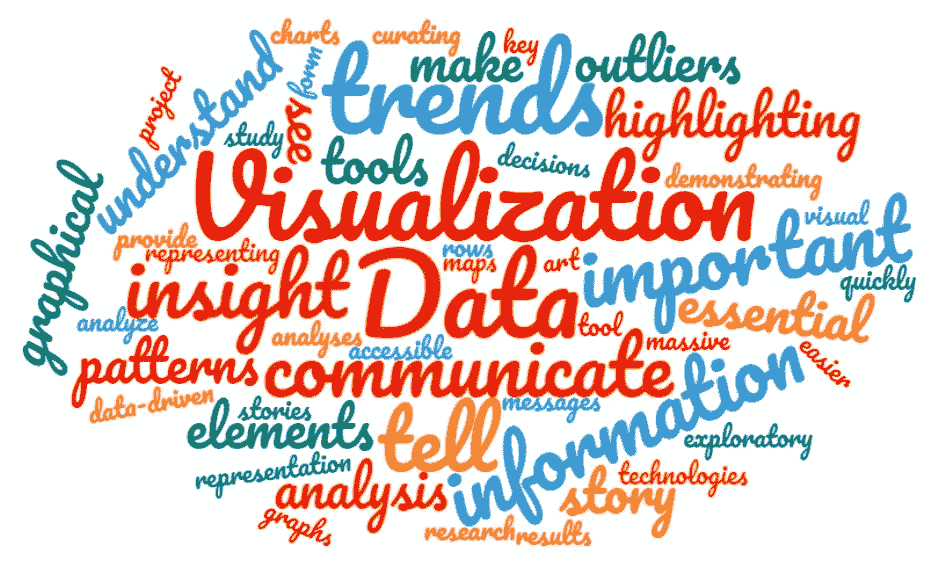 charts
curating
key
form
make
outliers
understand
see
trends
project
highlighting
study
tools
decisions
Visualization
demonstrating
graphical
visual
provide
representing
rows
maps
art
important
quickly
insight
Data
essential
analyze
analyses
accessible
tool
massive
easier
patterns
communicate
data-driven
stories
messages
information
elements
tell
exploratory
representation
analysis
story
technologies
graphs
research
results